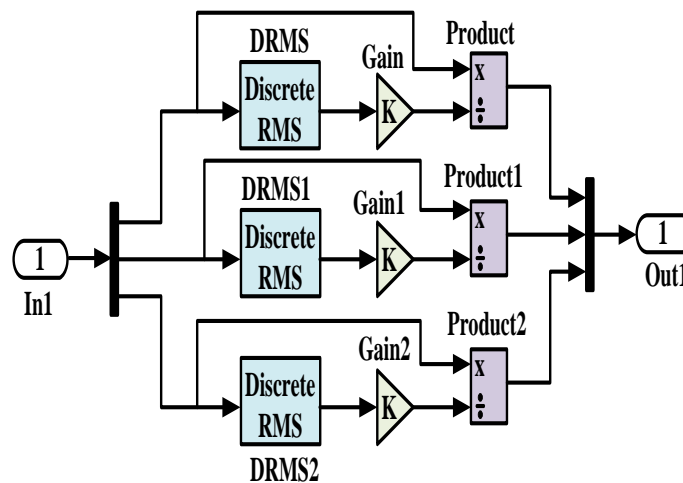 DRMS
Gain
Product
Discrete
RMS
K
x
÷
DRMS1
Gain1
Product1
Discrete
RMS
K
x
÷
1
In1
1
Out1
Gain2
Product2
Discrete
RMS
K
x
÷
DRMS2